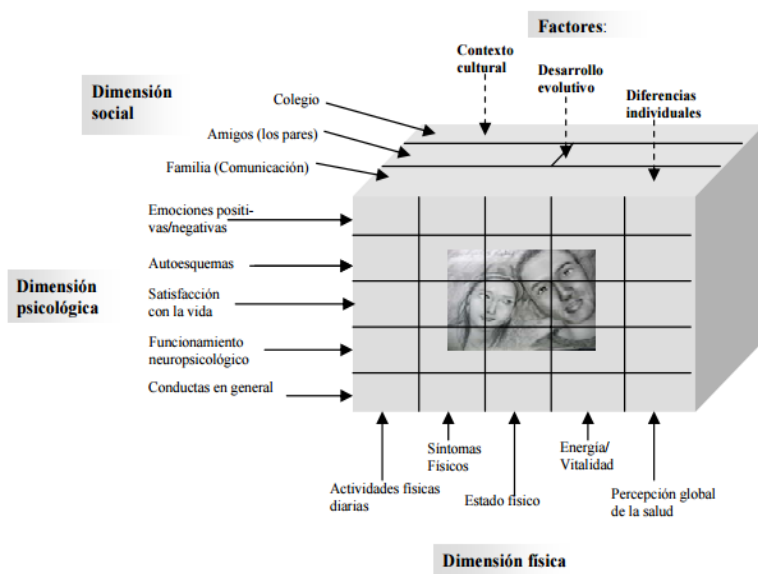 Factores:
Contexto
cultural
Desarrollo
evolutivo
Diferencias
individuales
Dimensión
social
Colegio
Amigos (los pares)
Familia (Comunicación)
Dimensión
psicológica
Emociones positi-
vas/negativas
Autoesquemas
Satisfacción
con la vida
Funcionamiento
neuropsicológico
Conductas en general
Actividades físicas
diarias
Síntomas
Físicos
Estado físico
Energía/
Vitalidad
Percepción global
de la salud
Dimensión física